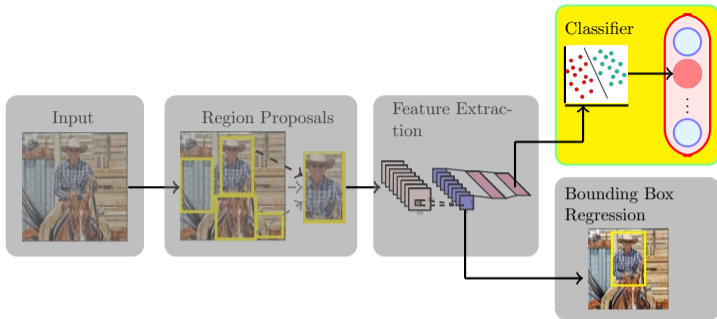 Input
Region Proposals
Feature Extrac-
tion
Classifier
Bounding Box
Regression